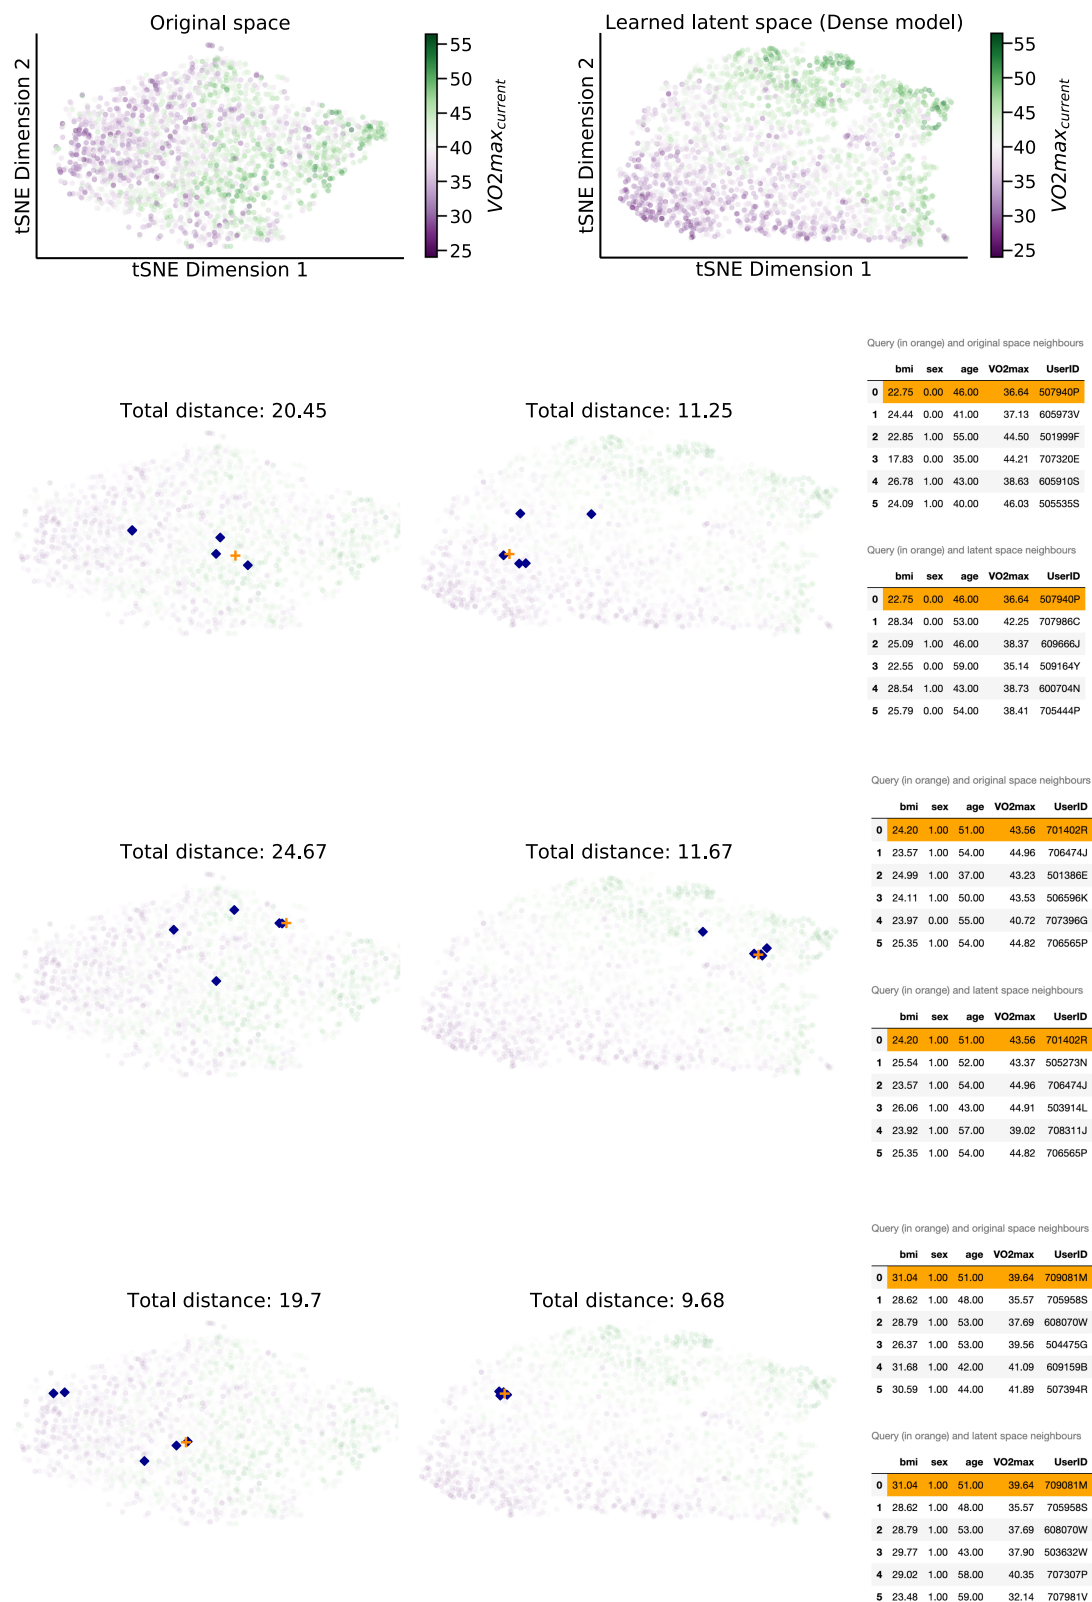 Original space
Learned latent space (Dense model)
tSNE Dimension 2
tSNE Dimension 1
55
50
45
40
35
30
25
VO2max_current
tSNE Dimension 2
tSNE Dimension 1
55
50
45
40
35
30
25
VO2max_current
Total distance: 20.45
Total distance: 11.25
Query (in orange) and original space neighbours
bmi sex age VO2max UserID
0 22.75 0.00 46.00 36.64 507940P
1 24.44 0.00 41.00 37.13 605973V
2 22.85 1.00 55.00 44.50 501999F
3 17.83 0.00 35.00 44.21 707320E
4 26.78 1.00 43.00 38.63 605910S
5 24.09 1.00 40.00 46.03 505535S
Query (in orange) and latent space neighbours
bmi sex age VO2max UserID
0 22.75 0.00 46.00 36.64 507940P
1 28.34 0.00 53.00 42.25 707986C
2 25.09 1.00 46.00 38.37 609666J
3 22.55 0.00 59.00 35.14 509164Y
4 28.54 1.00 43.00 38.73 600704N
5 25.79 0.00 54.00 38.41 705444P
Total distance: 24.67
Total distance: 11.67
Query (in orange) and original space neighbours
bmi sex age VO2max UserID
0 24.20 1.00 51.00 43.56 701402R
1 23.57 1.00 54.00 44.96 706474J
2 24.99 1.00 37.00 43.23 501386E
3 24.11 1.00 50.00 43.53 506596K
4 23.97 0.00 55.00 40.72 707396G
5 25.35 1.00 54.00 44.82 706565P
Query (in orange) and latent space neighbours
bmi sex age VO2max UserID
0 24.20 1.00 51.00 43.56 701402R
1 25.54 1.00 52.00 43.37 505273N
2 23.57 1.00 54.00 44.96 706474J
3 26.06 1.00 43.00 44.91 503914L
4 23.92 1.00 57.00 39.02 708311J
5 25.35 1.00 54.00 44.82 706565P
Total distance: 19.7
Total distance: 9.68
Query (in orange) and original space neighbours
bmi sex age VO2max UserID
0 31.04 1.00 51.00 39.64 709081M
1 28.62 1.00 48.00 35.57 705958S
2 28.79 1.00 53.00 37.69 608070W
3 26.37 1.00 53.00 39.56 504475G
4 31.68 1.00 42.00 41.09 609159B
5 30.59 1.00 44.00 41.89 507394R
Query (in orange) and latent space neighbours
bmi sex age VO2max UserID
0 31.04 1.00 51.00 39.64 709081M
1 28.62 1.00 48.00 35.57 705958S
2 28.79 1.00 53.00 37.69 608070W
3 29.77 1.00 43.00 37.90 503632W
4 29.02 1.00 58.00 40.35 707307P
5 23.48 1.00 59.00 32.14 707981V